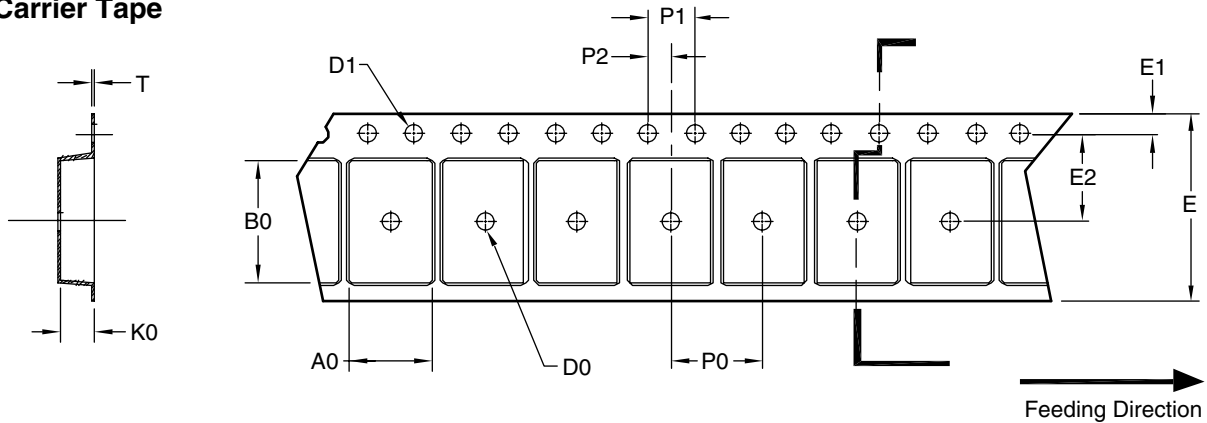 Carrier Tape
P1
P2
D1
E1
T
E2
B0
E
K0
A0
D0
P0
Feeding Direction